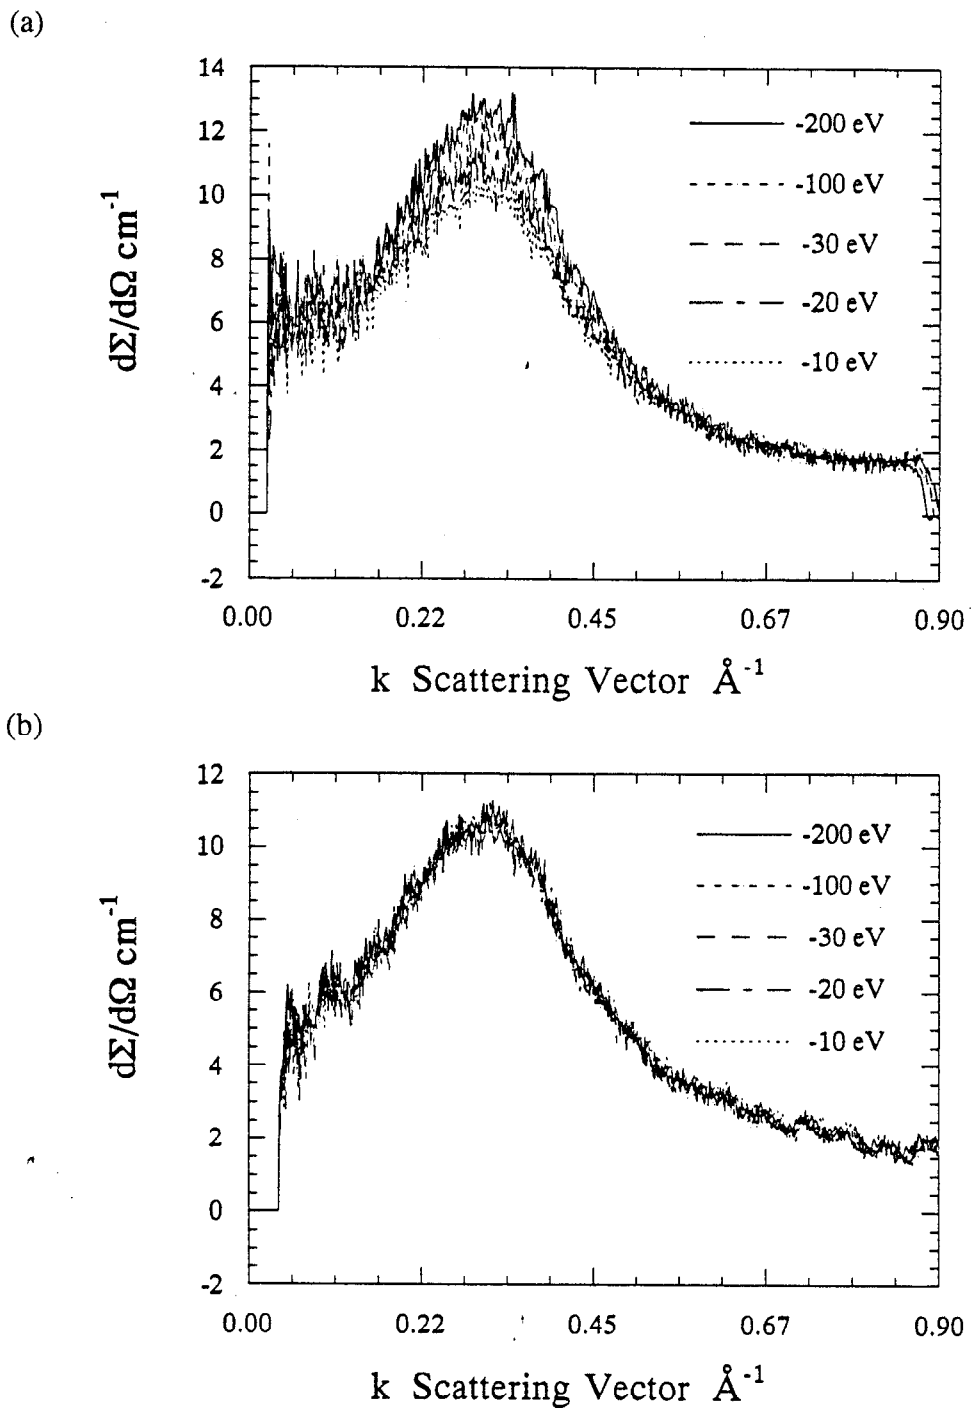 (a)
14
12
10
8
6
4
2
0
-2
dΣ/dΩ cm-1
-200 eV
-100 eV
-30 eV
-20 eV
-10 eV
0.00 0.22 0.45 0.67 0.90
k Scattering Vector Å-1
(b)
12
10
8
6
4
2
0
-2
dΣ/dΩ cm-1
-200 eV
-100 eV
-30 eV
-20 eV
-10 eV
0.00 0.22 0.45 0.67 0.90
k Scattering Vector Å-1